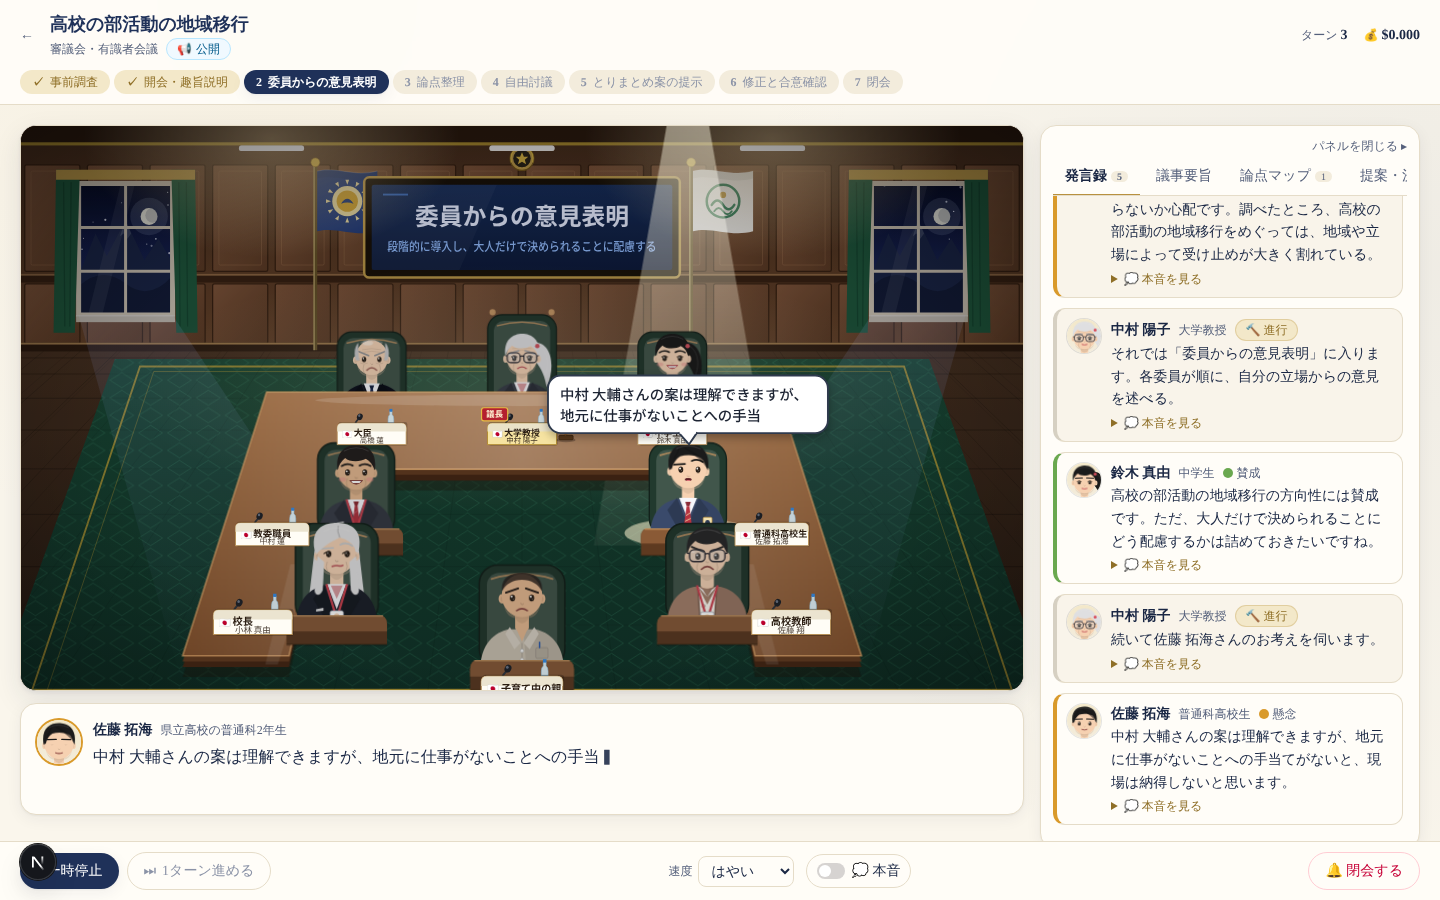 ←
高校の部活動の地域移行
審議会・有識者会議
📢 公開
ターン 3
💰 $0.000
✓ 事前調査
✓ 開会・趣旨説明
2 委員からの意見表明
3 論点整理
4 自由討議
5 とりまとめ案の提示
6 修正と合意確認
7 閉会
委員からの意見表明
段階的に導入し、大人だけで決められることに配慮する
中村 大輔さんの案は理解できますが、
地元に仕事がないことへの手当
大臣
高橋 蓮
議長
大学教授
中村 陽子
鈴木 真由
教委職員
中村 蓮
普通科高校生
佐藤 拓海
校長
小林 真由
高校教師
佐藤 翔
子育て中の親
佐藤 拓海 県立高校の普通科2年生
中村 大輔さんの案は理解できますが、地元に仕事がないことへの手当
パネルを閉じる ▸
発言録 5
議事要旨
論点マップ 1
提案・
らないか心配です。調べたところ、高校の
部活動の地域移行をめぐっては、地域や立
場によって受け止めが大きく割れている。
▶ 💭 本音を見る
中村 陽子 大学教授 🔨 進行
それでは「委員からの意見表明」に入りま
す。各委員が順に、自分の立場からの意見
を述べる。
▶ 💭 本音を見る
鈴木 真由 中学生 賛成
高校の部活動の地域移行の方向性には賛成
です。ただ、大人だけで決められることに
どう配慮するかは詰めておきたいですね。
▶ 💭 本音を見る
中村 陽子 大学教授 🔨 進行
続いて佐藤 拓海さんのお考えを伺います。
▶ 💭 本音を見る
佐藤 拓海 普通科高校生 懸念
中村 大輔さんの案は理解できますが、地元
に仕事がないことへの手当てがないと、現
場は納得しないと思います。
▶ 💭 本音を見る
N
一時停止
⏭ 1ターン進める
速度
はやい
💭 本音
🔔 閉会する